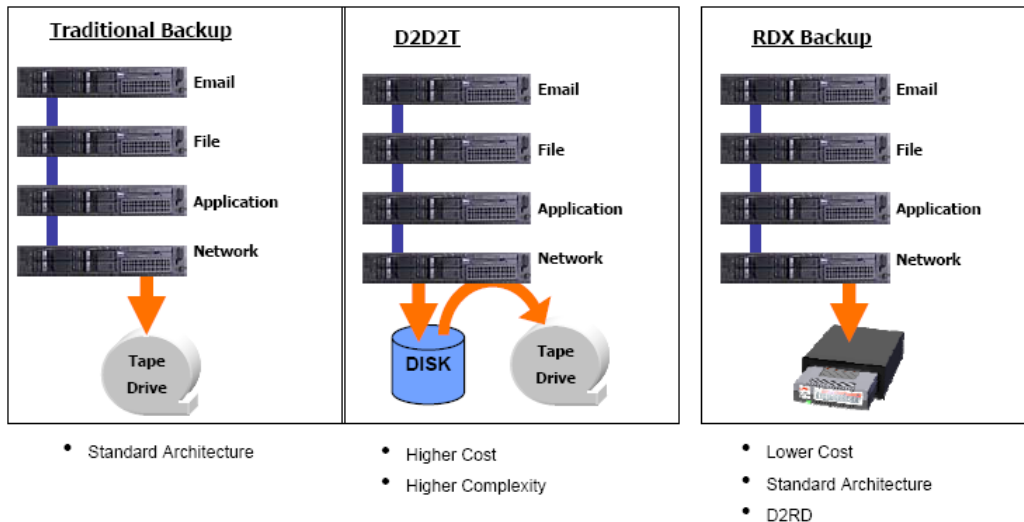 Traditional Backup
Email
File
Application
Network
Tape
Drive
• Standard Architecture
D2D2T
Email
File
Application
Network
DISK
Tape
Drive
• Higher Cost
• Higher Complexity
RDX Backup
Email
File
Application
Network
• Lower Cost
• Standard Architecture
• D2RD